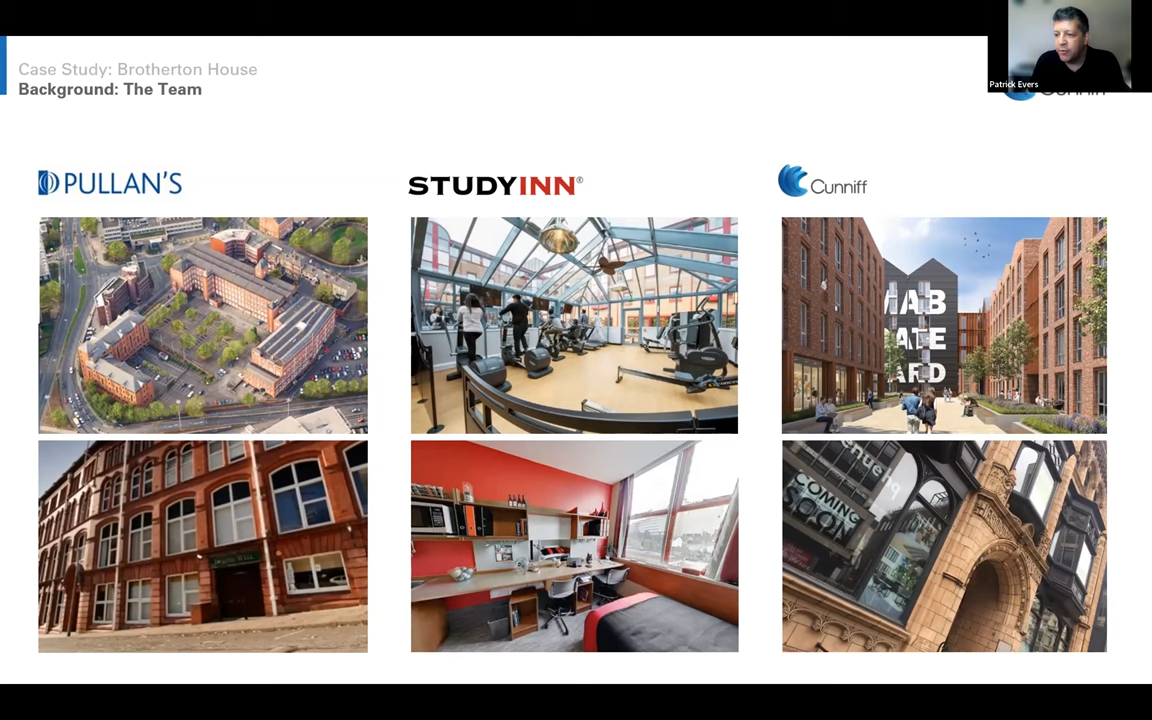 Case Study: Brotherton House
Background: The Team
Patrick Evers
PULLAN'S
STUDYINN®
Cunniff
COMING
SOON